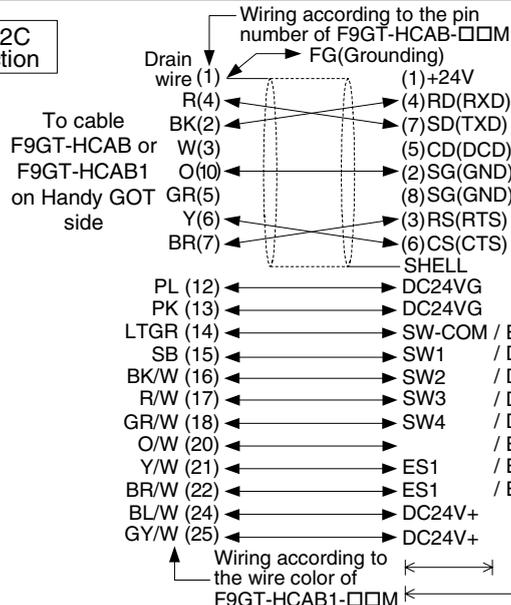 2C
tion
Wiring according to the pin
number of F9GT-HCAB-□□M
FG(Grounding)
Drain
wire (1)
(1)+24V
R(4)
(4)RD(RXD)
BK(2)
(7)SD(TXD)
W(3)
(5)CD(DCD)
O(10)
(2)SG(GND)
GR(5)
(8)SG(GND)
Y(6)
(3)RS(RTS)
BR(7)
(6)CS(CTS)
To cable
F9GT-HCAB or
F9GT-HCAB1
on Handy GOT
side
SHELL
PL (12) DC24VG
PK (13) DC24VG
LTGR (14) SW-COM / E
SB (15) SW1 / D
BK/W (16) SW2 / D
R/W (17) SW3 / D
GR/W (18) SW4 / D
O/W (20) / E
Y/W (21) ES1 / E
BR/W (22) ES1 / E
BL/W (24) DC24V+
GY/W (25) DC24V+
Wiring according to
the wire color of
F9GT-HCAB1-□□M